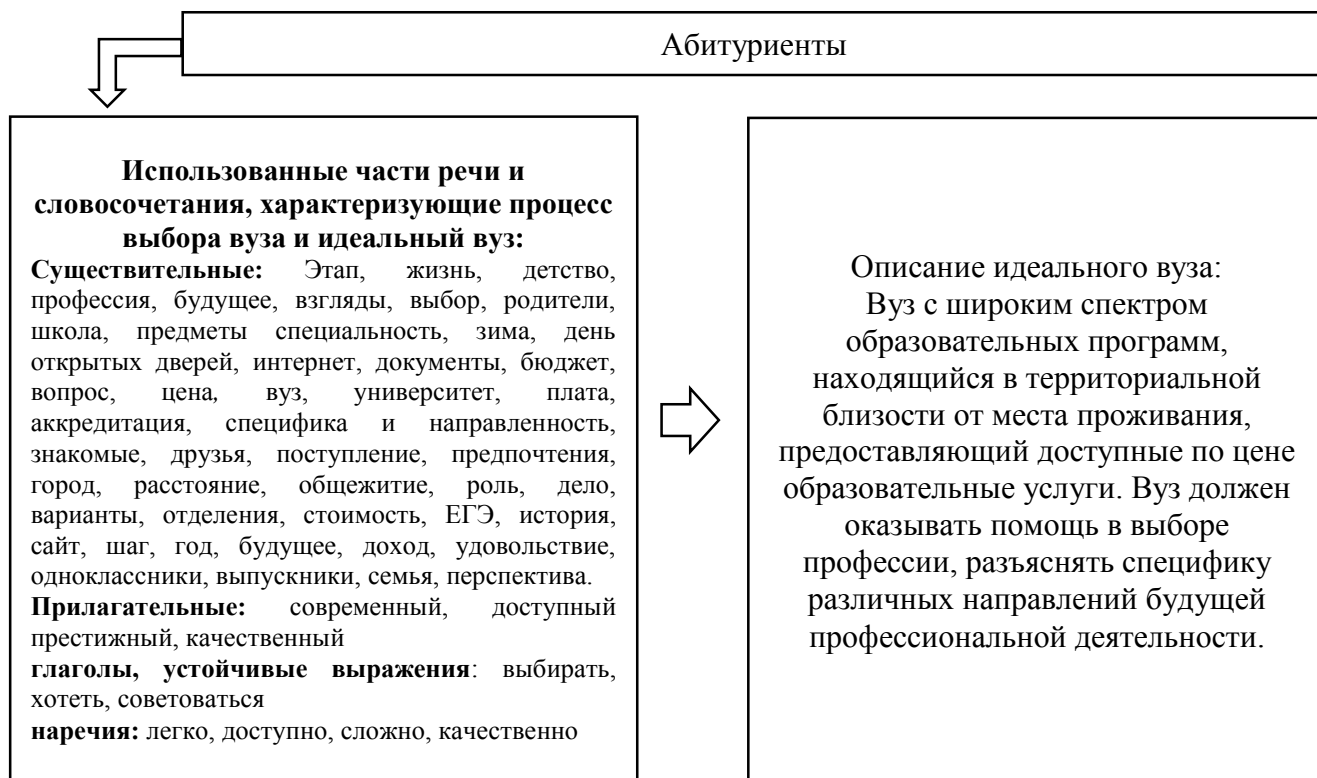 Абитуриенты
Использованные части речи и
словосочетания, характеризующие процесс
выбора вуза и идеальный вуз:
Существительные: Этап, жизнь, детство,
профессия, будущее, взгляды, выбор, родители,
школа, предметы специальность, зима, день
открытых дверей, интернет, документы, бюджет,
вопрос, цена, вуз, университет, плата,
аккредитация, специфика и направленность,
знакомые, друзья, поступление, предпочтения,
город, расстояние, общежитие, роль, дело,
варианты, отделения, стоимость, ЕГЭ, история,
сайт, шаг, год, будущее, доход, удовольствие,
одноклассники, выпускники, семья, перспектива.
Прилагательные: современный, доступный
престижный, качественный
глаголы, устойчивые выражения: выбирать,
хотеть, советоваться
наречия: легко, доступно, сложно, качественно
Описание идеального вуза:
Вуз с широким спектром
образовательных программ,
находящийся в территориальной
близости от места проживания,
предоставляющий доступные по цене
образовательные услуги. Вуз должен
оказывать помощь в выборе
профессии, разъяснять специфику
различных направлений будущей
профессиональной деятельности.